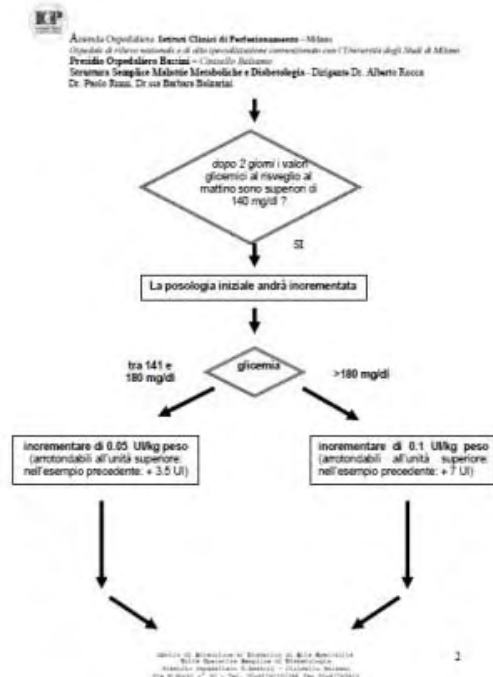 Azienda Ospedaliera Istituti Clinici di Perfezionamento - Milano
Ospedale di rilievo nazionale e di alta specializzazione convenzionato con l'Università degli Studi di Milano
Presidio Ospedaliero Bassini - Cinisello Balsamo
Struttura Semplice Malattie Metaboliche e Diabetologia - Dirigente Dr. Alberto Rocca
Dr. Paolo Dr.ssa Barbara
dopo 2 giorni i valori
glicemici al risveglio al
mattino sono superiori di
140 mg/dl ?
SI
La posologia iniziale andrà incrementata
tra 141 e
180 mg/dl
glicemia
>180 mg/dl
incrementare di 0.05 UI/kg peso
(arrotondabili all'unità superiore:
nell'esempio precedente: + 3.5 UI)
incrementare di 0.1 UI/kg peso
(arrotondabili all'unità superiore:
nell'esempio precedente: + 7 UI)
2